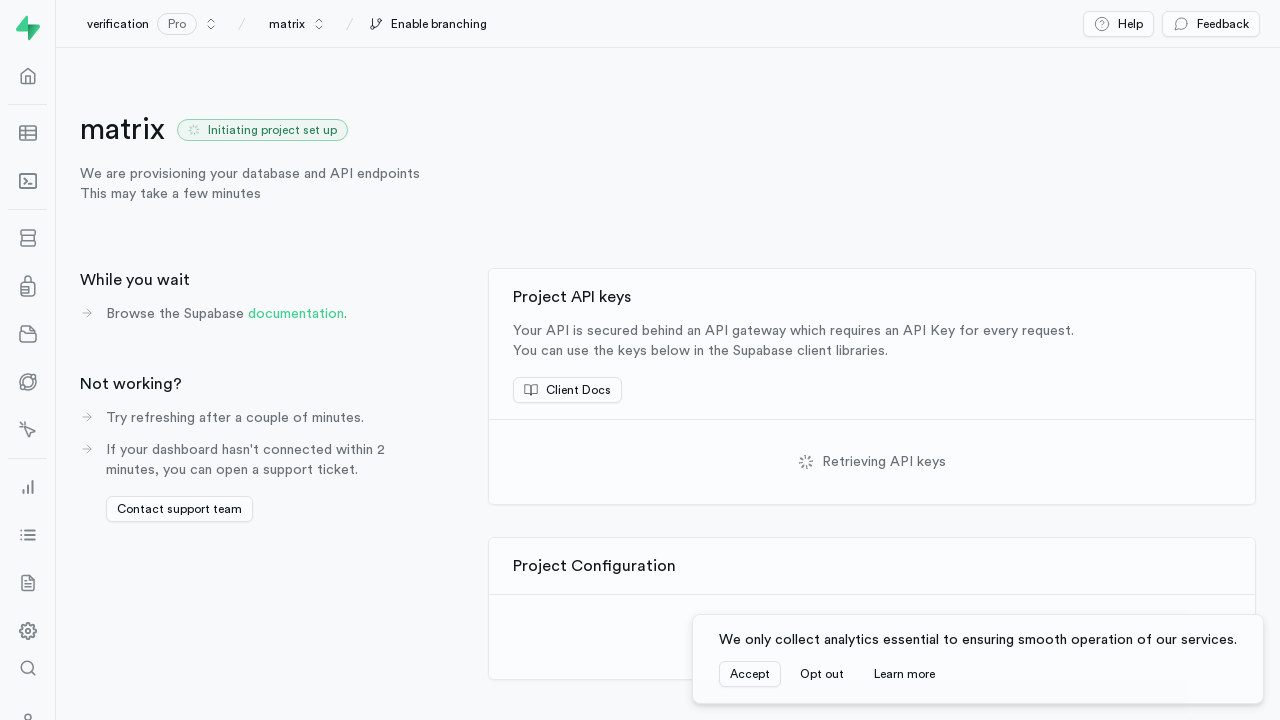 verification Pro / matrix / Enable branching Help Feedback
matrix Initiating project set up
We are provisioning your database and API endpoints
This may take a few minutes
While you wait
Browse the Supabase documentation.
Not working?
Try refreshing after a couple of minutes.
If your dashboard hasn't connected within 2
minutes, you can open a support ticket.
Contact support team
Project API keys
Your API is secured behind an API gateway which requires an API Key for every request.
You can use the keys below in the Supabase client libraries.
Client Docs
Retrieving API keys
Project Configuration
We only collect analytics essential to ensuring smooth operation of our services.
Accept Opt out Learn more